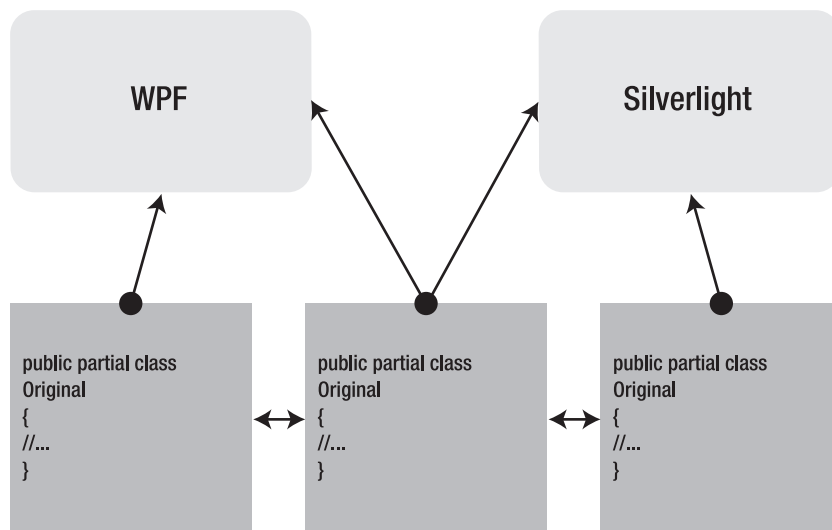 WPF
Silverlight
public partial class
Original
{
//...
}
public partial class
Original
{
//...
}
public partial class
Original
{
//...
}